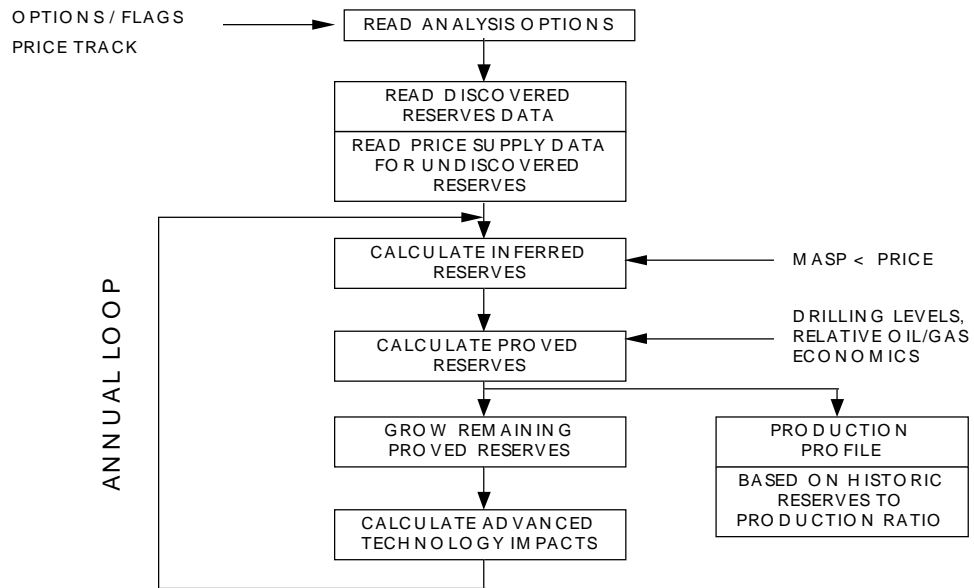 OPTIONS / FLAGS
PRICE TRACK
READ ANALYSIS OPTIONS
READ DISCOVERED
RESERVES DATA
READ PRICE SUPPLY DATA
FOR UNDISCOVERED
RESERVES
CALCULATE INFERRED
RESERVES
MASP < PRICE
ANNUAL LOOP
CALCULATE PROVED
RESERVES
DRILLING LEVELS,
RELATIVE OIL/GAS
ECONOMICS
GROW REMAINING
PROVED RESERVES
PRODUCTION
PROFILE
BASED ON HISTORIC
RESERVES TO
PRODUCTION RATIO
CALCULATE ADVANCED
TECHNOLOGY IMPACTS